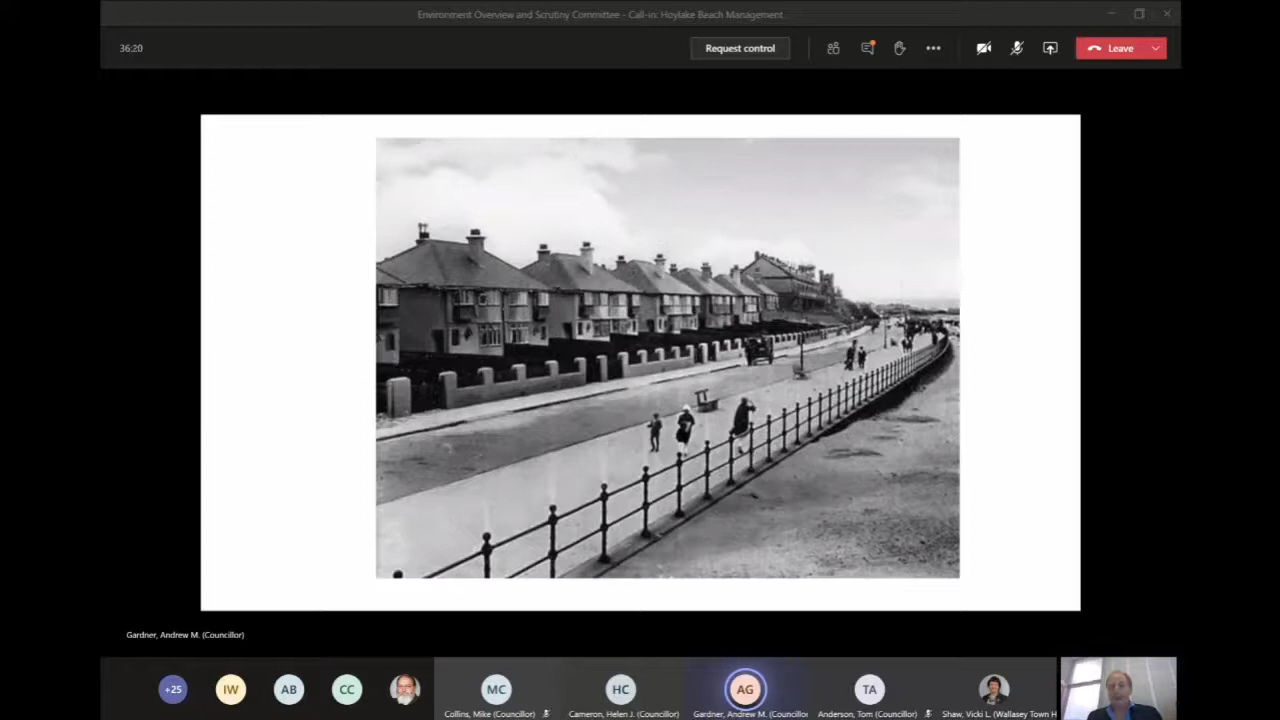 Environment Overview and Scrutiny Committee - Call-in: Hoylake Beach Management
36:20
Request control
Leave
Gardner, Andrew M. (Councillor)
+25
IW
AB
CC
MC
HC
AG
TA
Collins, Mike (Councillor)
Cameron, Helen J. (Councillor)
Gardner, Andrew M. (Councillor
Anderson, Tom (Councillor)
Shaw, Vicki L. (Wallasey Town H